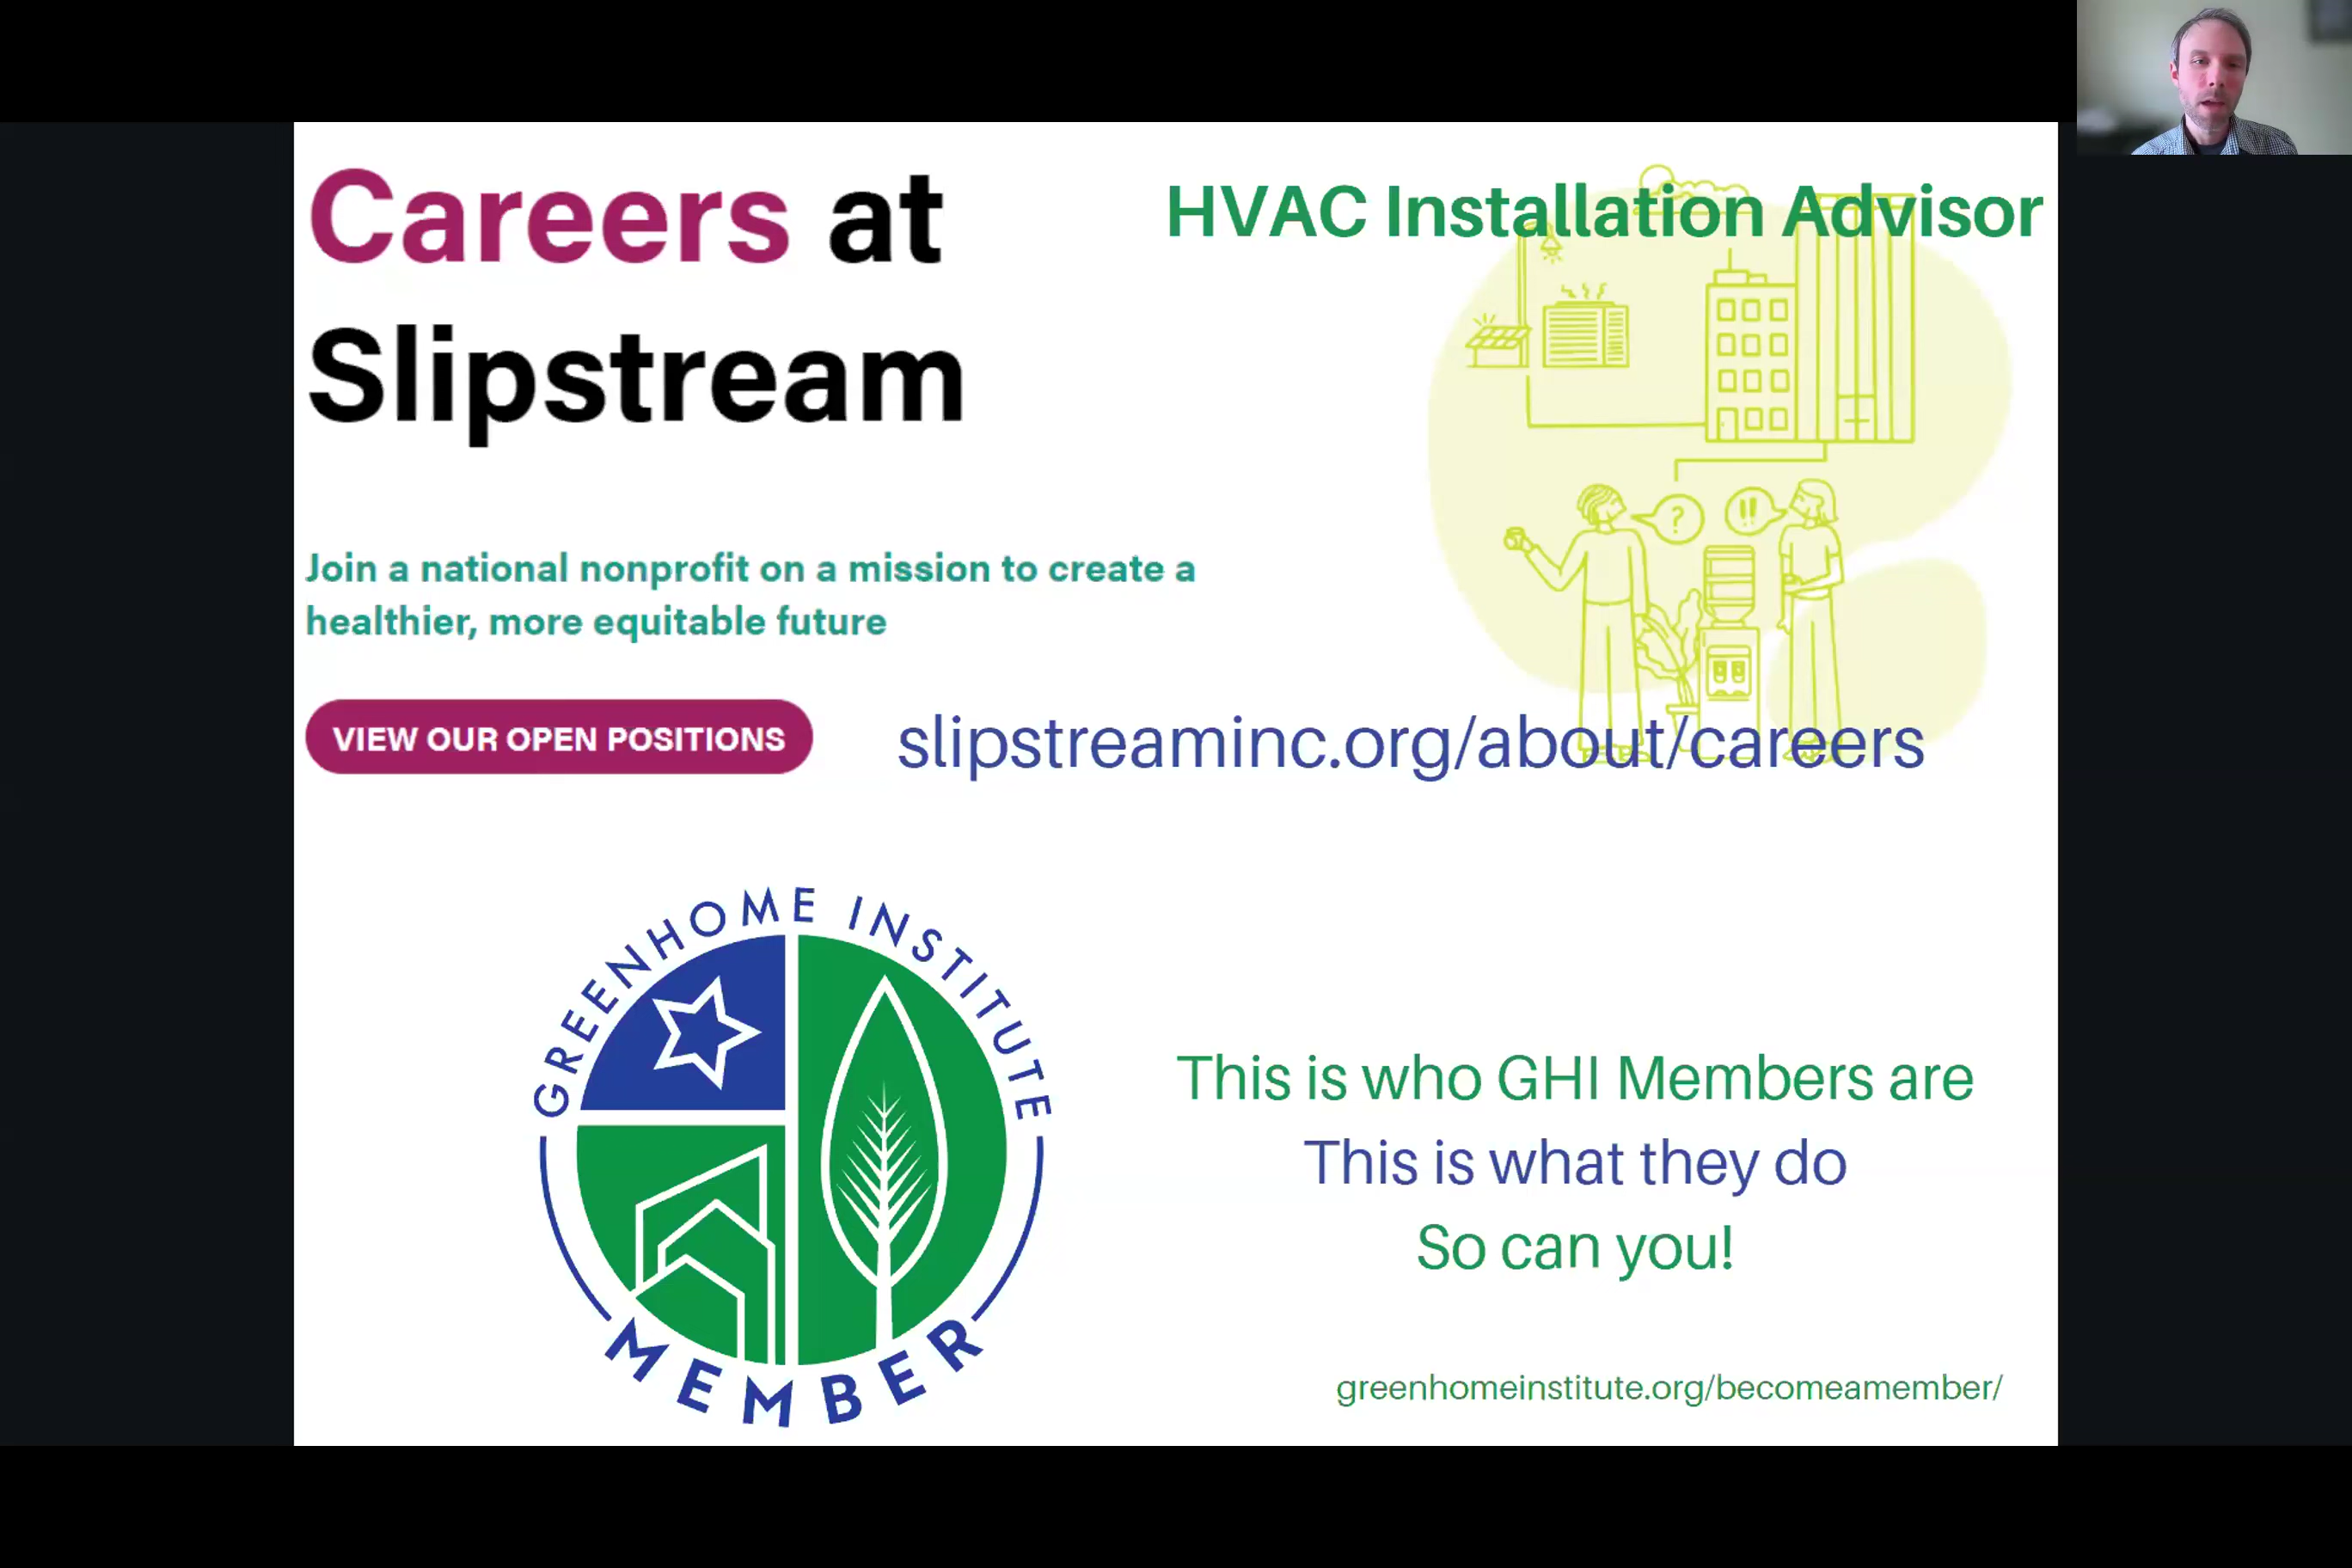 Careers at
Slipstream
HVAC Installation Advisor
?
!!
Join a national nonprofit on a mission to create a
healthier, more equitable future
VIEW OUR OPEN POSITIONS
slipstreaminc.org/about/careers
GREENHOME INSTITUTE
MEMBER
This is who GHI Members are
This is what they do
So can you!
greenhomeinstitute.org/becomeamember/